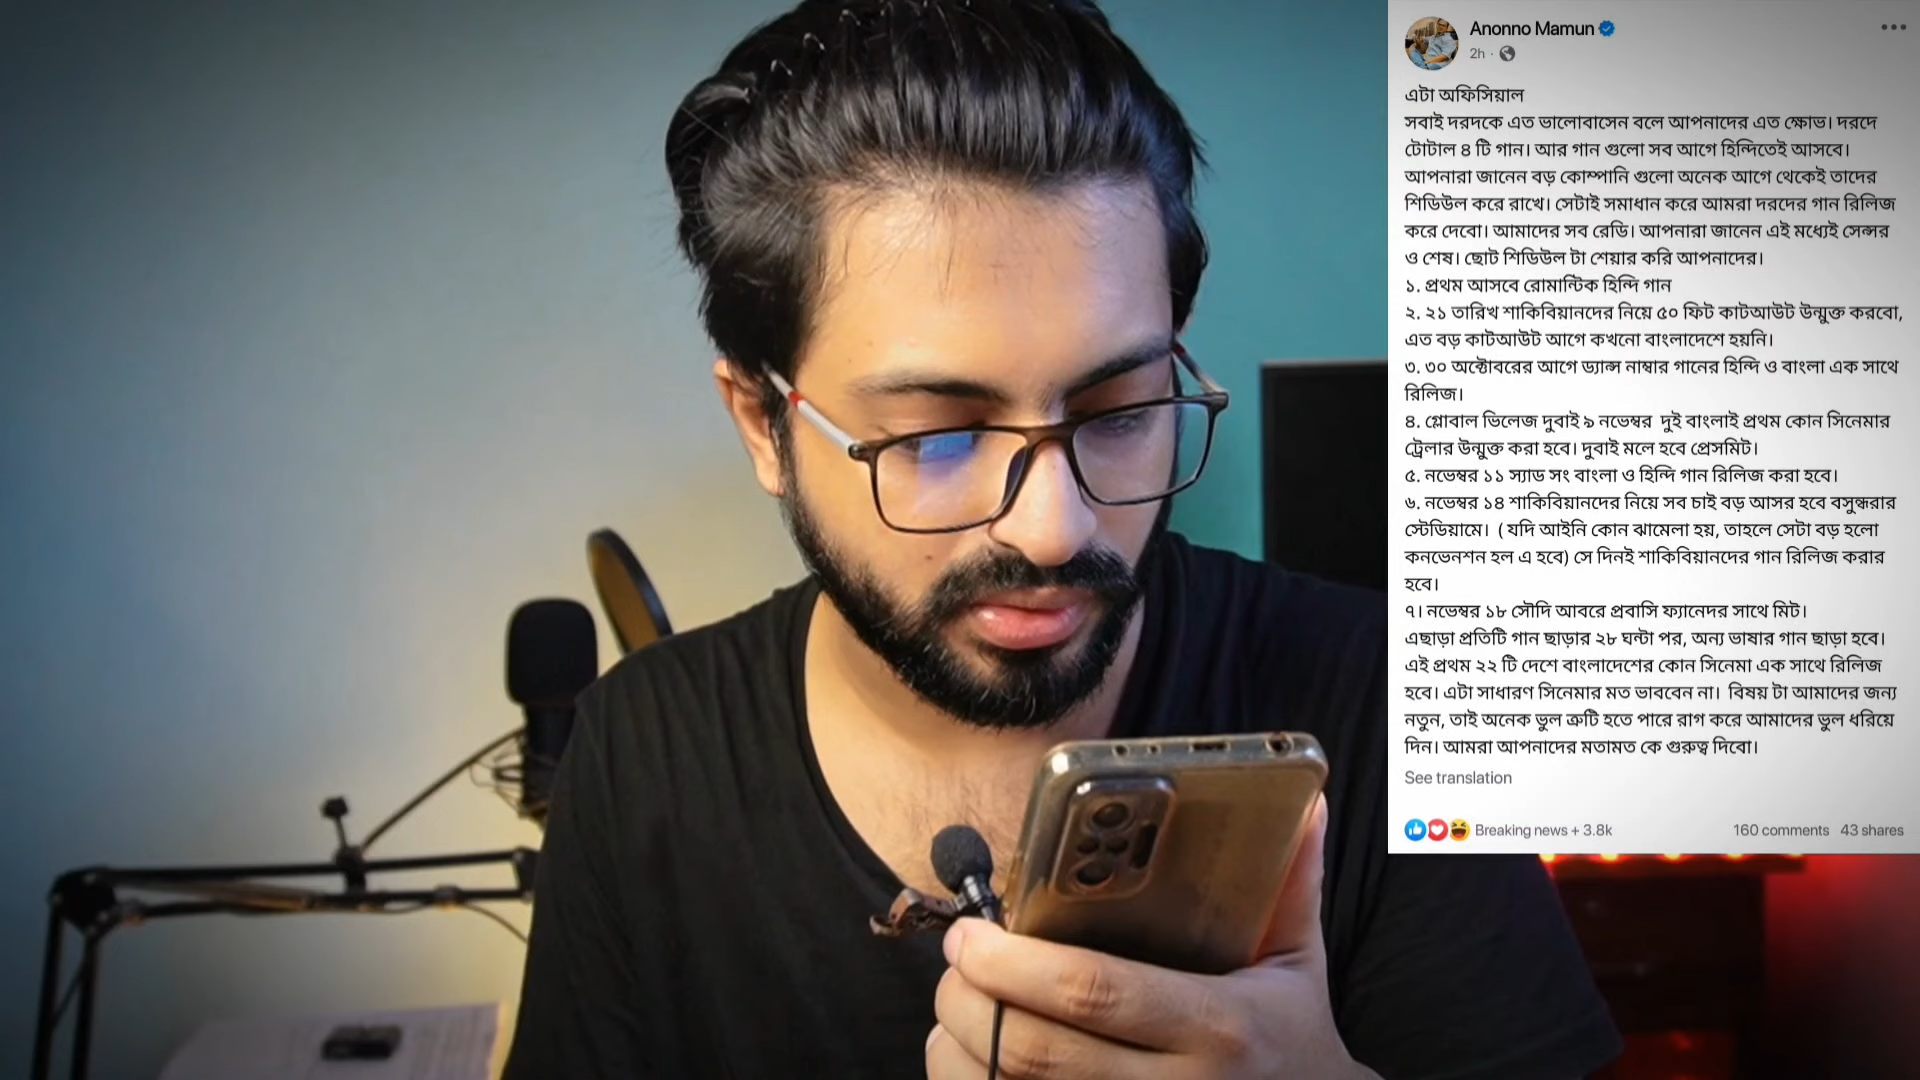 Anonno Mamun
2h ·
এটা অফিসিয়াল
সবাই দরদকে এত ভালোবাসেন বলে আপনাদের এত ক্ষোভ। দরদে
টোটাল ৪ টি গান। আর গান গুলো সব আগে হিন্দিতেই আসবে।
আপনারা জানেন বড় কোম্পানি গুলো অনেক আগে থেকেই তাদের
শিডিউল করে রাখে। সেটাই সমাধান করে আমরা দরদের গান রিলিজ
করে দেবো। আমাদের সব রেডি। আপনারা জানেন এই মধ্যেই সেন্সর
ও শেষ। ছোট শিডিউল টা শেয়ার করি আপনাদের।
১. প্রথম আসবে রোমান্টিক হিন্দি গান
২. ২১ তারিখ শাকিবিয়ানদের নিয়ে ৫০ ফিট কাটআউট উন্মুক্ত করবো,
এত বড় কাটআউট আগে কখনো বাংলাদেশে হয়নি।
৩. ৩০ অক্টোবরের আগে ড্যান্স নাম্বার গানের হিন্দি ও বাংলা এক সাথে
রিলিজ।
৪. গ্লোবাল ভিলেজ দুবাই ৯ নভেম্বর দুই বাংলাই প্রথম কোন সিনেমার
ট্রেলার উন্মুক্ত করা হবে। দুবাই মলে হবে প্রেসমিট।
৫. নভেম্বর ১১ স্যাড সং বাংলা ও হিন্দি গান রিলিজ করা হবে।
৬. নভেম্বর ১৪ শাকিবিয়ানদের নিয়ে সব চাই বড় আসর হবে বসুন্ধরার
স্টেডিয়ামে। ( যদি আইনি কোন ঝামেলা হয়, তাহলে সেটা বড় হলো
কনভেনশন হল এ হবে) সে দিনই শাকিবিয়ানদের গান রিলিজ করার
হবে।
৭। নভেম্বর ১৮ সৌদি আবরে প্রবাসি ফ্যানেদর সাথে মিট।
এছাড়া প্রতিটি গান ছাড়ার ২৮ ঘন্টা পর, অন্য ভাষার গান ছাড়া হবে।
এই প্রথম ২২ টি দেশে বাংলাদেশের কোন সিনেমা এক সাথে রিলিজ
হবে। এটা সাধারণ সিনেমার মত ভাববেন না। বিষয় টা আমাদের জন্য
নতুন, তাই অনেক ভুল ত্রুটি হতে পারে রাগ করে আমাদের ভুল ধরিয়ে
দিন। আমরা আপনাদের মতামত কে গুরুত্ব দিবো।
See translation
Breaking news + 3.8k 160 comments 43 shares